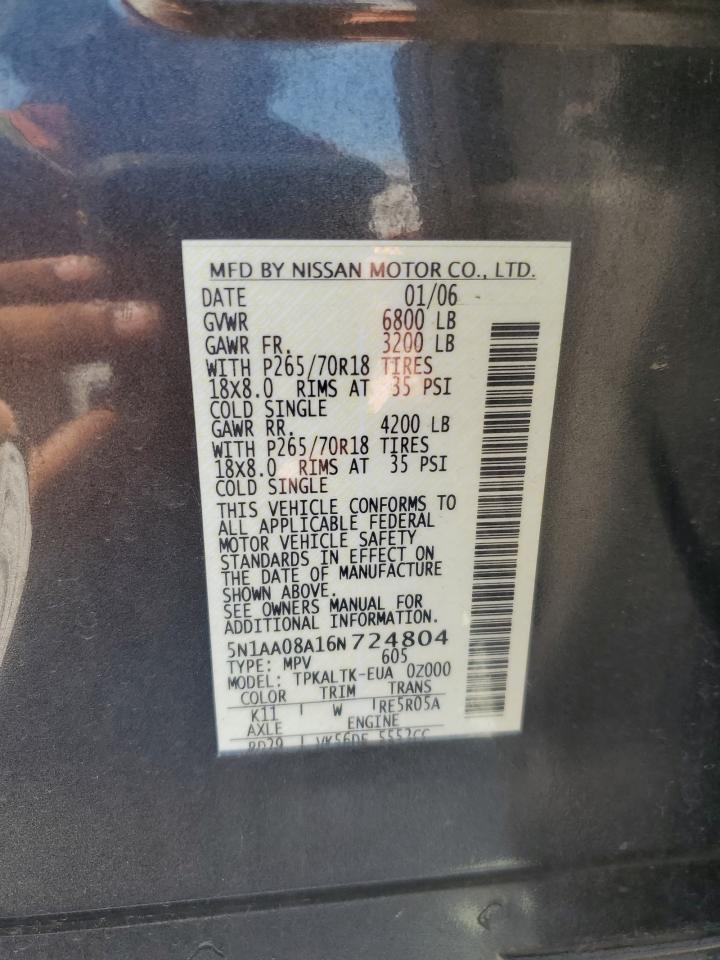 MFD BY NISSAN MOTOR CO., LTD.
DATE 01/06
GVWR 6800 LB
GAWR FR. 3200 LB
WITH P265/70R18 TIRES
18X8.0 RIMS AT 35 PSI
COLD SINGLE
GAWR RR. 4200 LB
WITH P265/70R18 TIRES
18X8.0 RIMS AT 35 PSI
COLD SINGLE
THIS VEHICLE CONFORMS TO
ALL APPLICABLE FEDERAL
MOTOR VEHICLE SAFETY
STANDARDS IN EFFECT ON
THE DATE OF MANUFACTURE
SHOWN ABOVE.
SEE OWNERS MANUAL FOR
ADDITIONAL INFORMATION.
5N1AA08A16N724804
TYPE: MPV 605
MODEL: TPKALTK-EUA 0Z000
COLOR TRIM TRANS
K11 W RE5R05A
AXLE ENGINE
RD29 VK56DE 5552CC